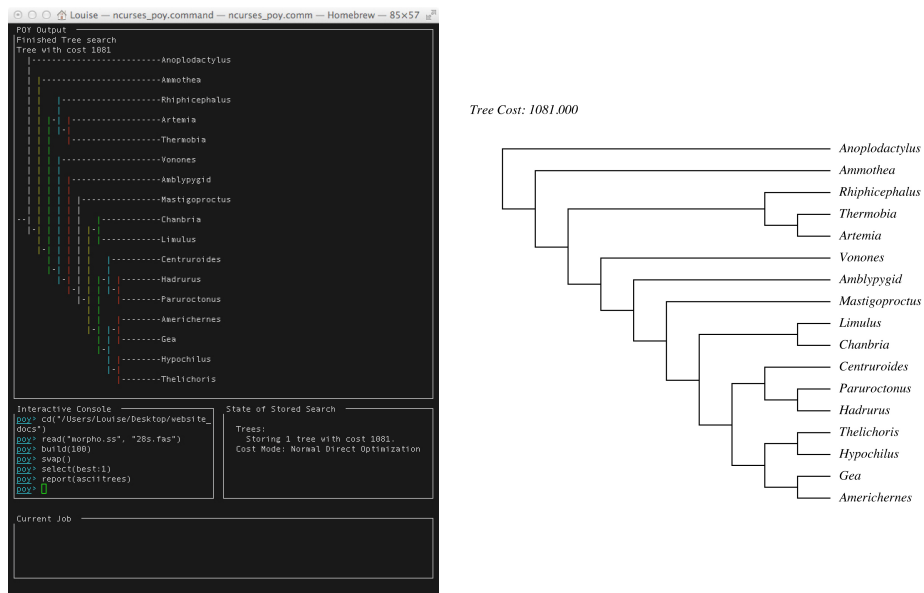 Louise — ncurses_poy.command — ncurses_poy.comm — Homebrew — 85×57
POY Output
Finished Tree search
Tree with cost 1081
Anoplodactylus
Ammothea
Rhiphicephalus
Artemia
Thermobia
Vonones
Amblypygid
Mastigoproctus
Chanbria
Limulus
Centruroides
Hadrurus
Paruroctonus
Americhernes
Gea
Hypochilus
Thelichoris
Interactive Console
poy> cd("/Users/Louise/Desktop/website_
docs")
poy> read("morpho.ss", "28s.fas")
poy> build(100)
poy> swap()
poy> select(best:1)
poy> report(asciitrees)
poy>
State of Stored Search
Trees:
Storing 1 tree with cost 1081.
Cost Mode: Normal Direct Optimization
Current Job
Tree Cost: 1081.000
Anoplodactylus
Ammothea
Rhiphicephalus
Thermobia
Artemia
Vonones
Amblypygid
Mastigoproctus
Limulus
Chanbria
Centruroides
Paruroctonus
Hadrurus
Thelichoris
Hypochilus
Gea
Americhernes